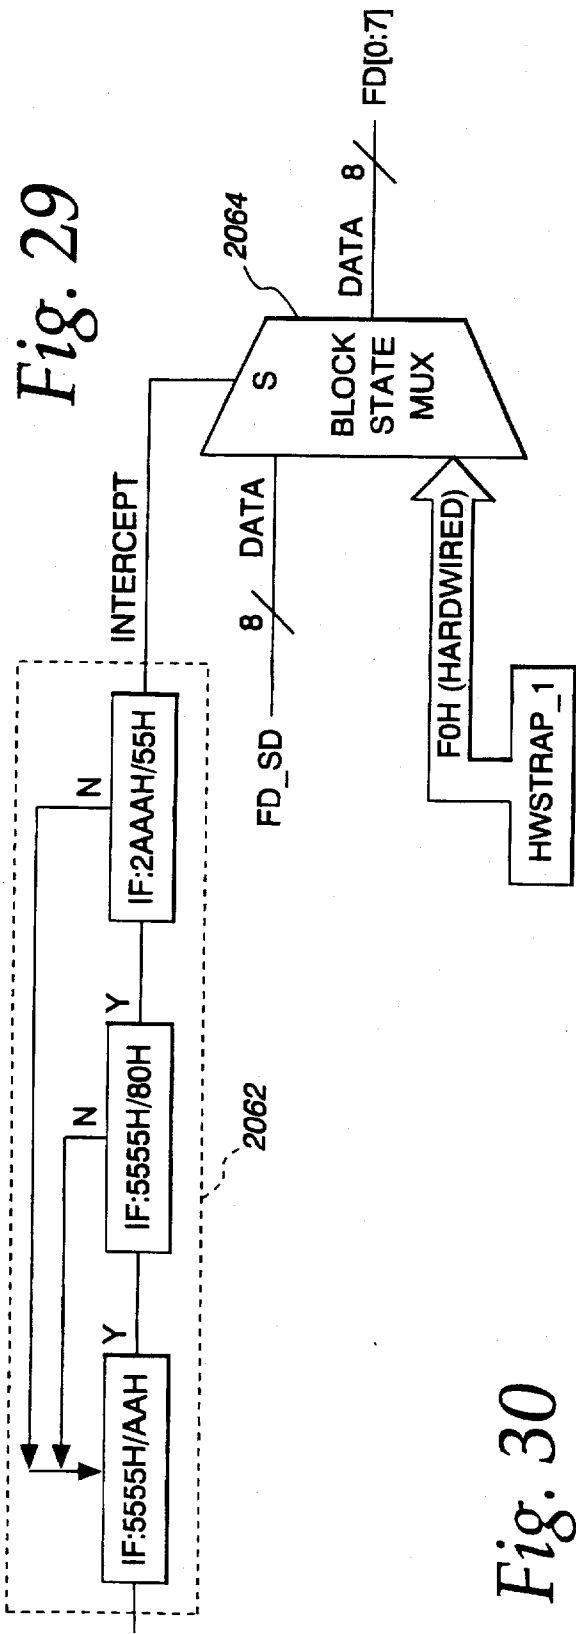 Fig. 29
IF:5555H/AAH
Y
IF:5555H/80H
N
Y
IF:2AAAH/55H
N
INTERCEPT
2062
FD_SD
8
DATA
S
BLOCK
STATE
MUX
2064
DATA
8
FD[0:7]
F0H (HARDWIRED)
HWSTRAP_1
Fig. 30